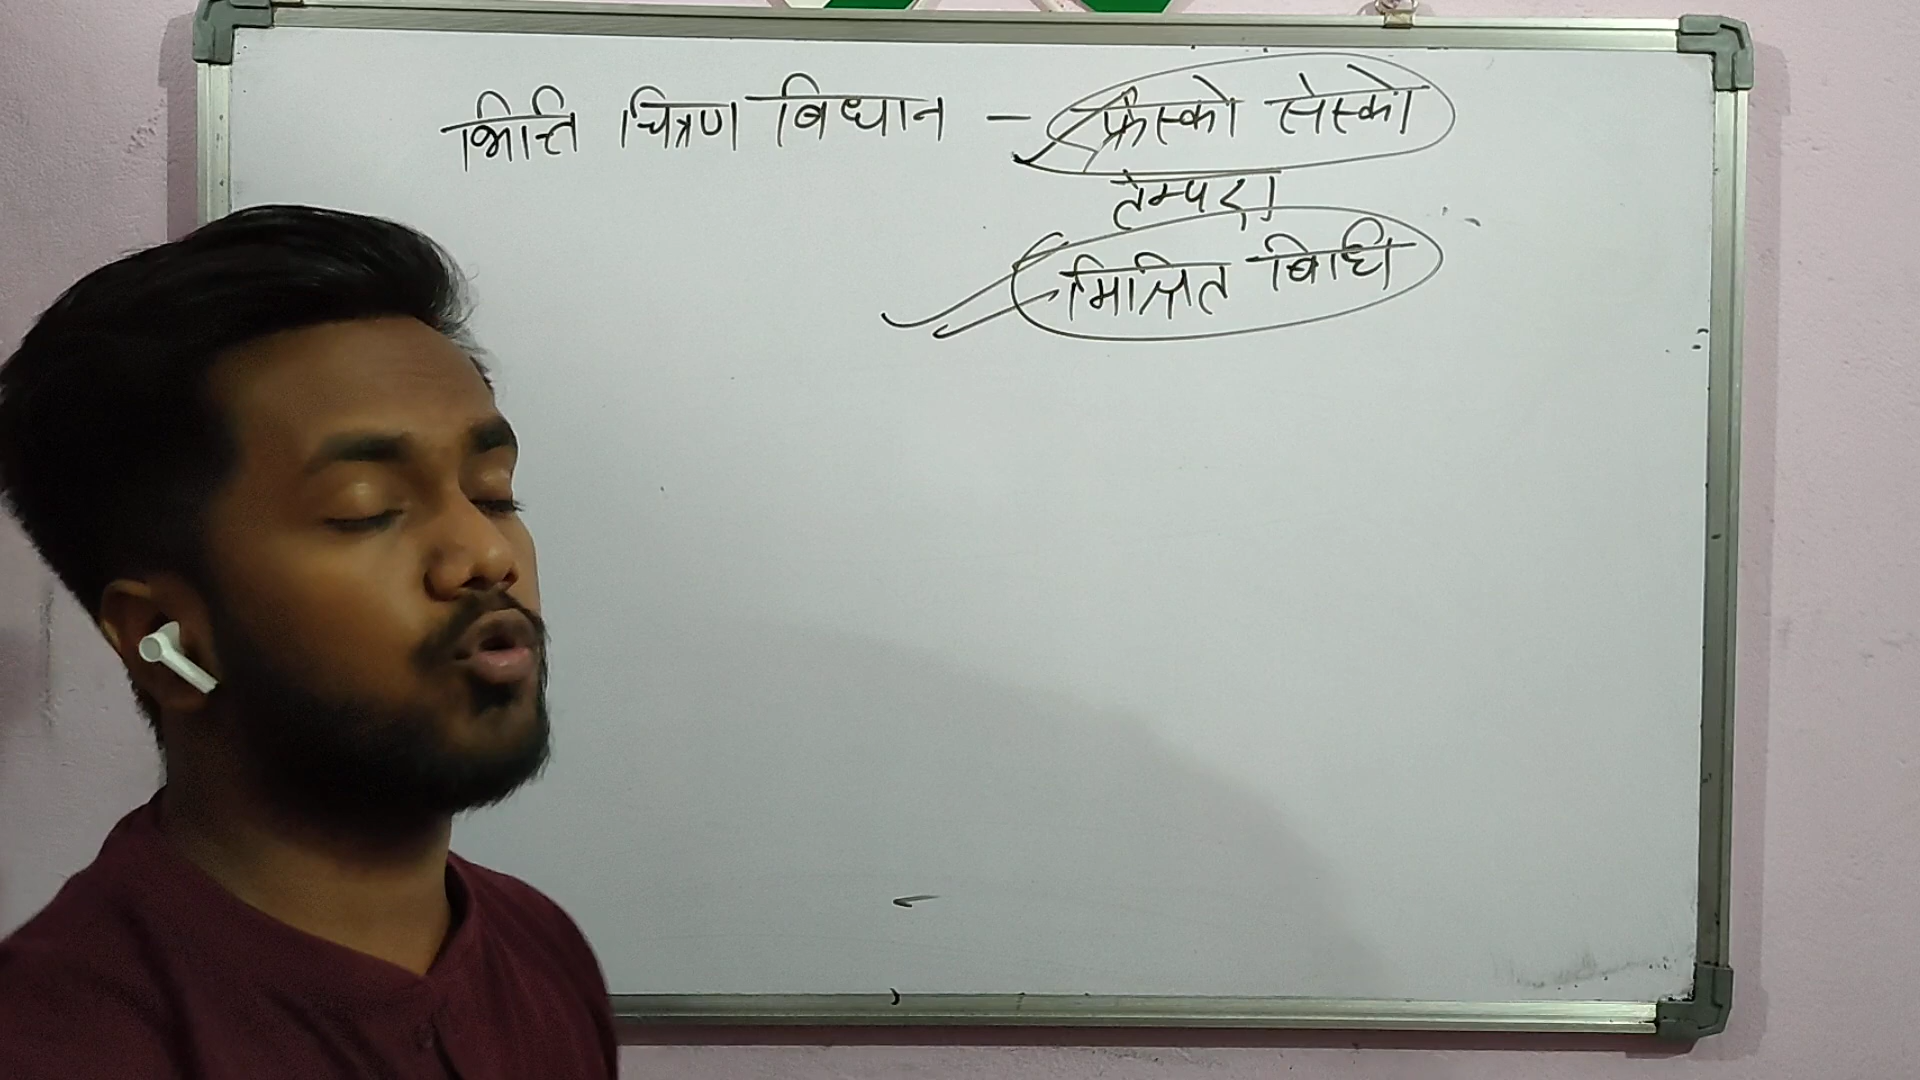 भित्ति चित्रण बिधान - फ्रेस्को सेस्को
टेम्परा
मिश्रित बिधि